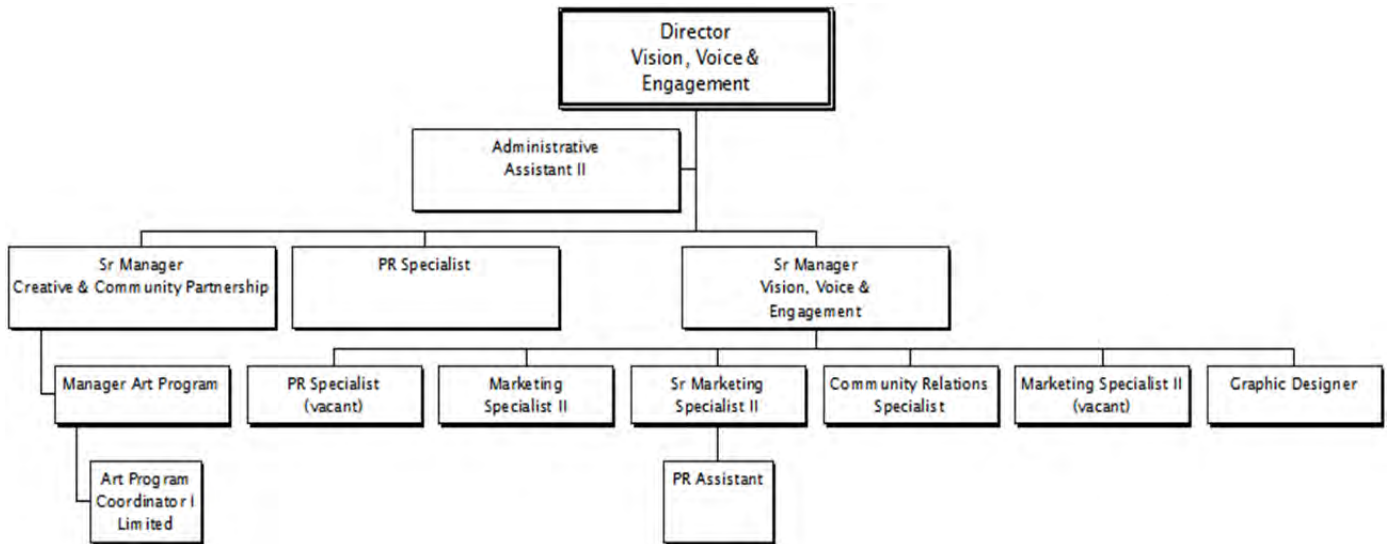 Director
Vision, Voice &
Engagement
Administrative
Assistant II
Sr Manager
Creative & Community Partnership
PR Specialist
Sr Manager
Vision, Voice &
Engagement
Manager Art Program
PR Specialist
(vacant)
Marketing
Specialist II
Sr Marketing
Specialist II
Community Relations
Specialist
Marketing Specialist II
(vacant)
Graphic Designer
Art Program
Coordinator I
Limited
PR Assistant